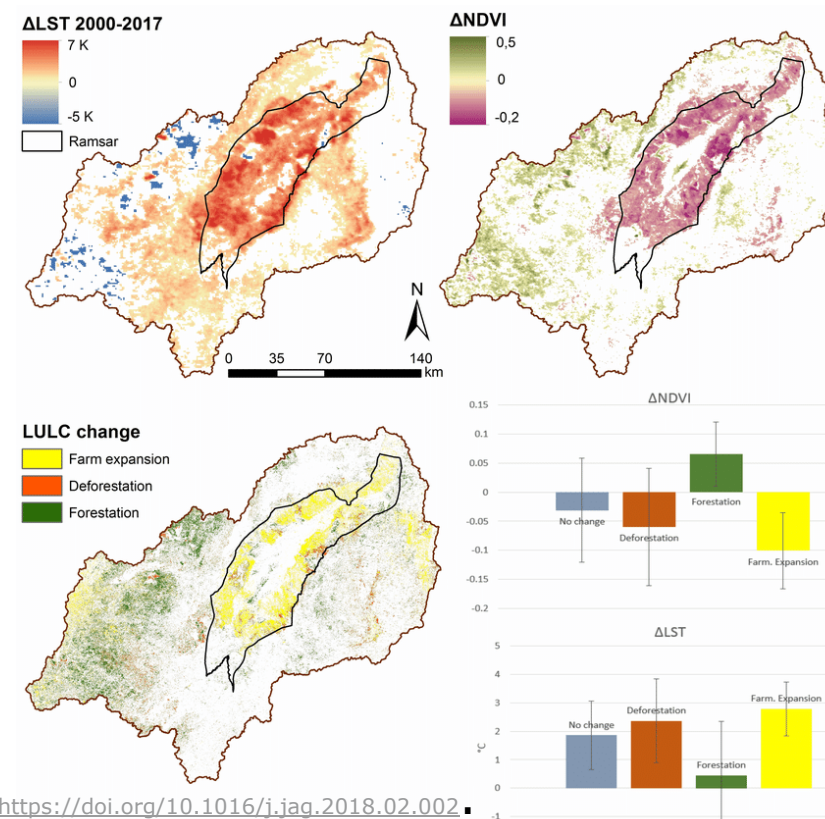 ΔLST 2000-2017
7 K
0
-5 K
Ramsar
ΔNDVI
0,5
0
-0,2
N
0 35 70 140
km
LULC change
Farm expansion
Deforestation
Forestation
ΔNDVI
0.15
0.1
0.05
0
-0.05
-0.1
-0.15
-0.2
No change
Deforestation
Forestation
Farm. Expansion
ΔLST
5
4
3
2
1
0
-1
°C
No change
Deforestation
Forestation
Farm. Expansion
https://doi.org/10.1016/j.jag.2018.02.002.